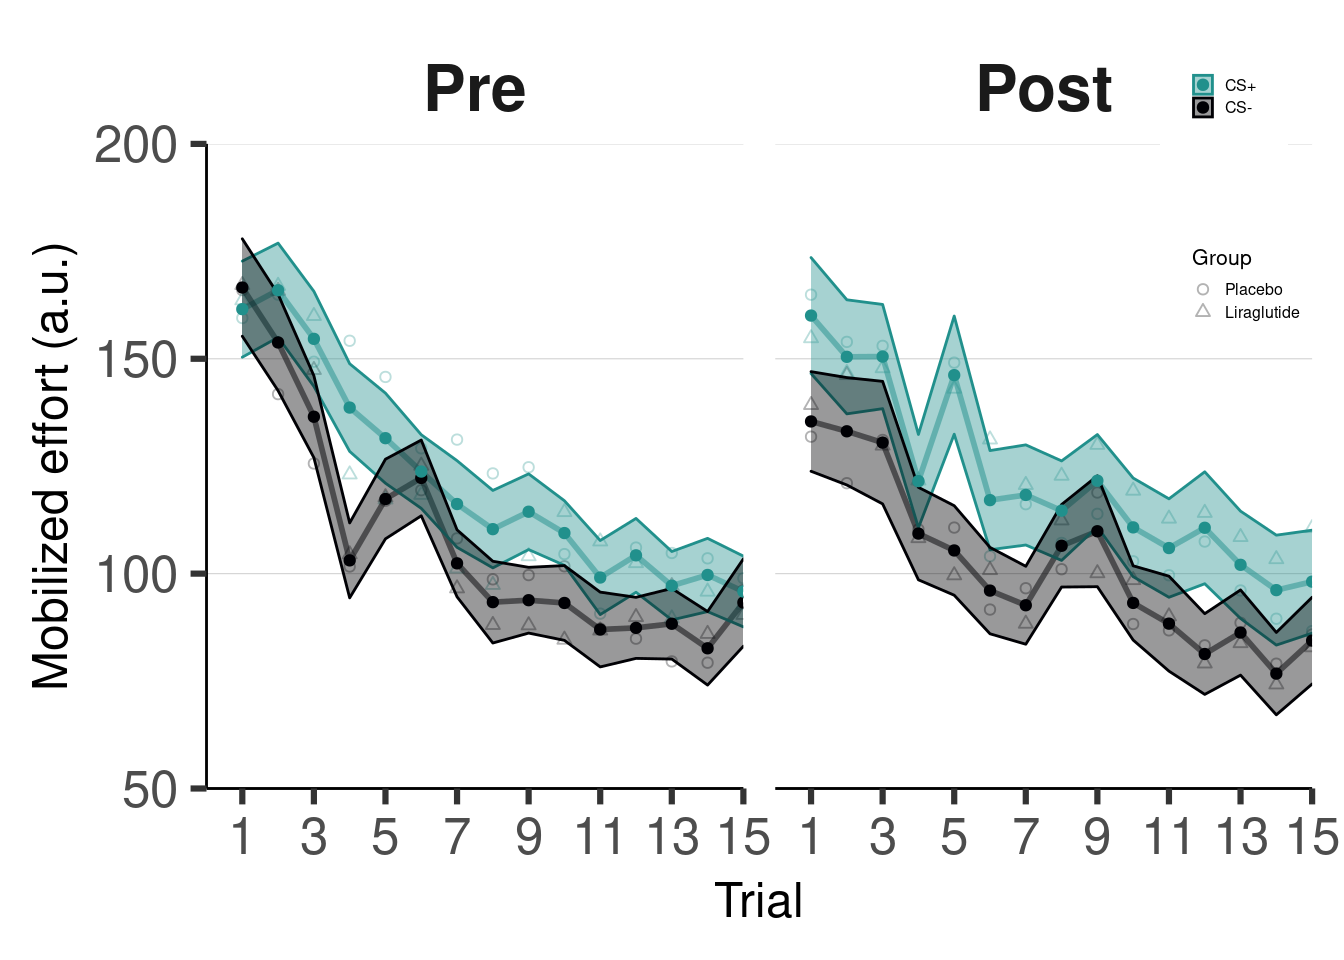 Pre
Post
CS+
CS-
200
150
100
50
Mobilized effort (a.u.)
Group
Placebo
Liraglutide
1 3 5 7 9 11 13 15
1 3 5 7 9 11 13 15
Trial